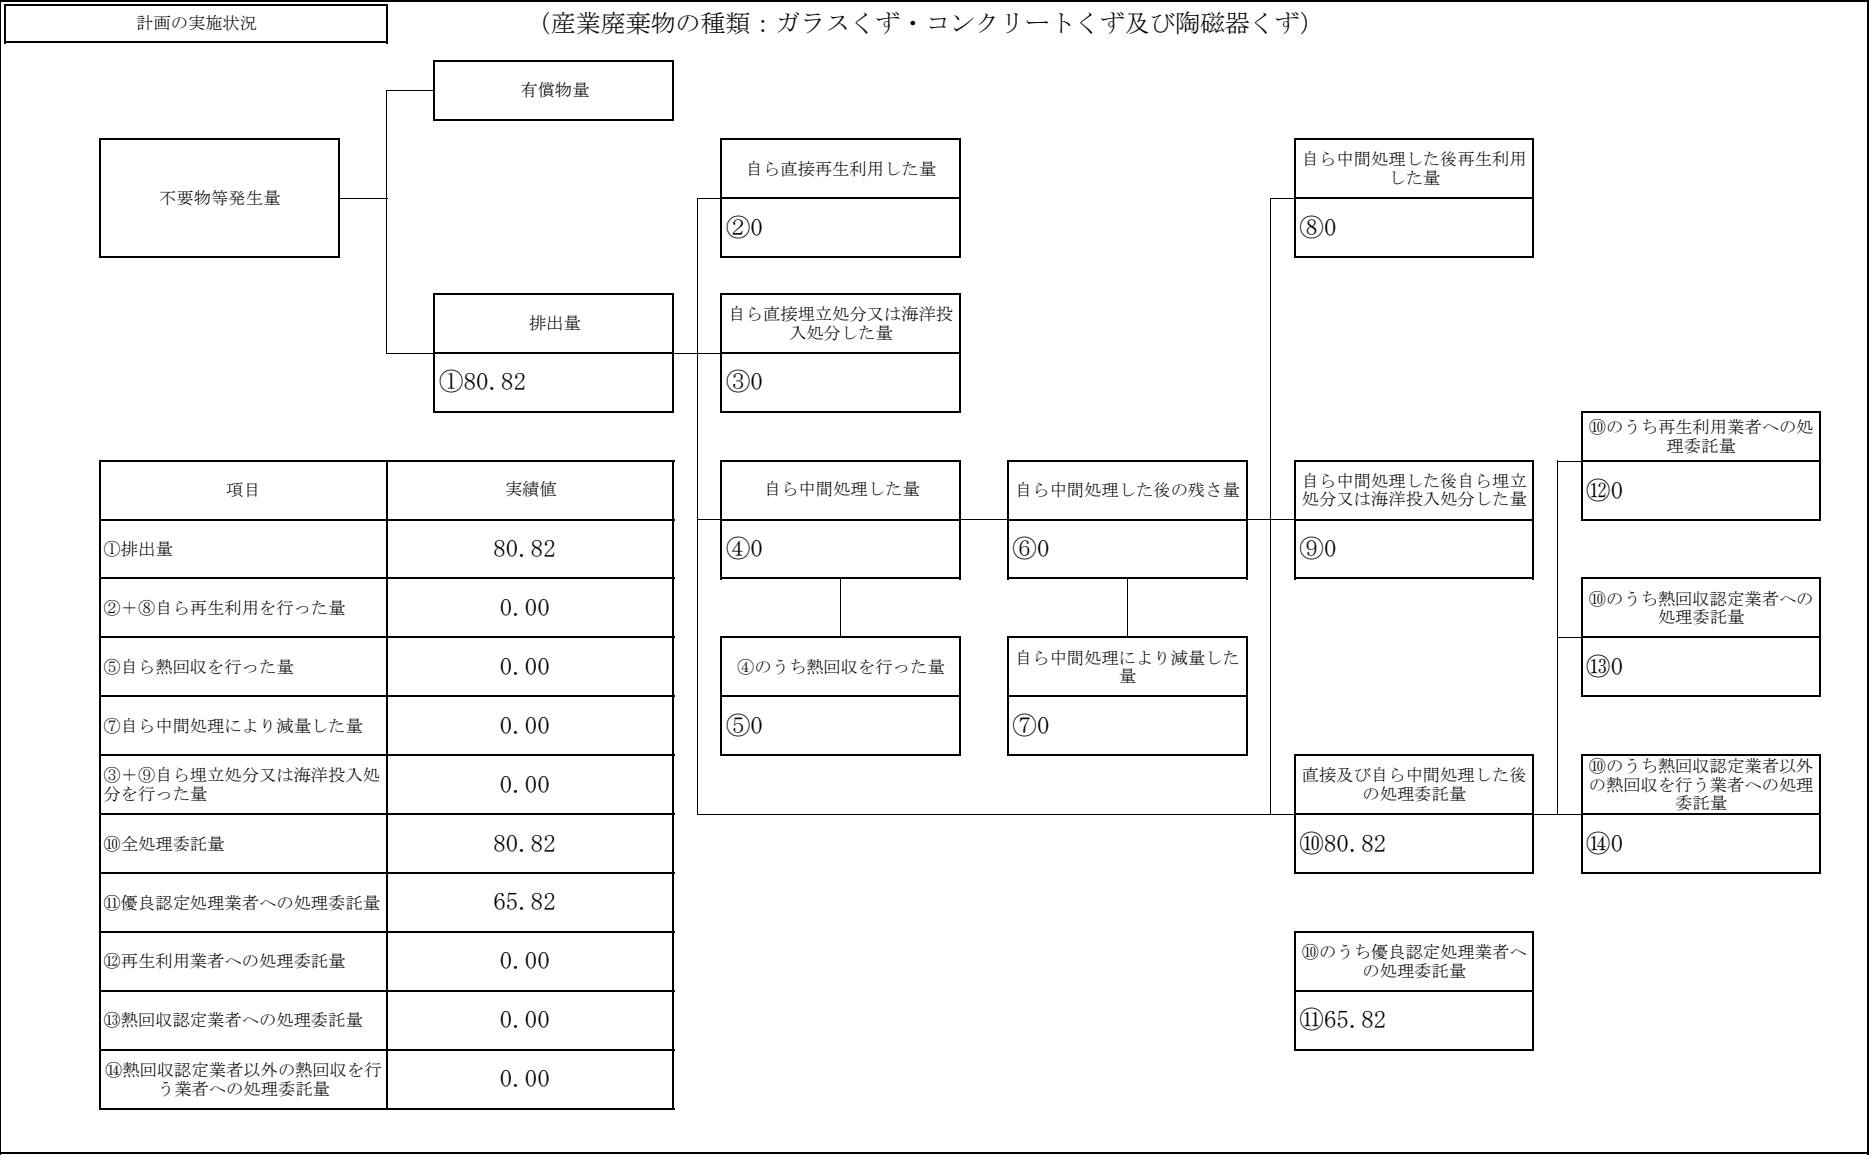 計画の実施状況
（産業廃棄物の種類：ガラスくず・コンクリートくず及び陶磁器くず）
有償物量
不要物等発生量
自ら直接再生利用した量
②0
自ら中間処理した後再生利用
した量
⑧0
排出量
①80.82
自ら直接埋立処分又は海洋投
入処分した量
③0
⑩のうち再生利用業者への処
理委託量
⑫0
自ら中間処理した量
④0
自ら中間処理した後の残さ量
⑥0
自ら中間処理した後自ら埋立
処分又は海洋投入処分した量
⑨0
⑩のうち熱回収認定業者への
処理委託量
⑬0
④のうち熱回収を行った量
⑤0
自ら中間処理により減量した
量
⑦0
直接及び自ら中間処理した後
の処理委託量
⑩80.82
⑩のうち熱回収認定業者以外
の熱回収を行う業者への処理
委託量
⑭0
⑩のうち優良認定処理業者へ
の処理委託量
⑪65.82
項目 実績値
①排出量 80.82
②＋⑧自ら再生利用を行った量 0.00
⑤自ら熱回収を行った量 0.00
⑦自ら中間処理により減量した量 0.00
③＋⑨自ら埋立処分又は海洋投入処
分を行った量 0.00
⑩全処理委託量 80.82
⑪優良認定処理業者への処理委託量 65.82
⑫再生利用業者への処理委託量 0.00
⑬熱回収認定業者への処理委託量 0.00
⑭熱回収認定業者以外の熱回収を行
う業者への処理委託量 0.00